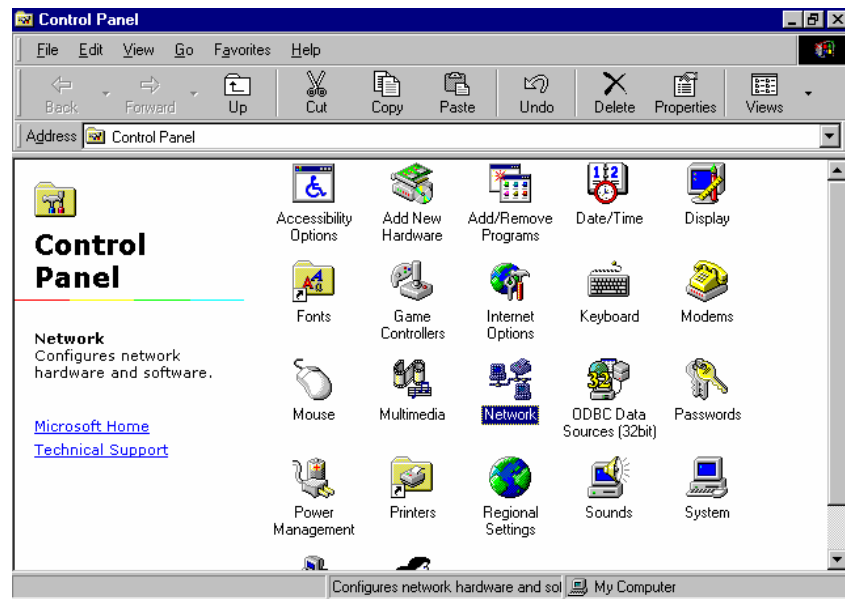 Control Panel
File Edit View Go Favorites Help
Back Forward Up Cut Copy Paste Undo Delete Properties Views
Address Control Panel
Control
Panel
Network
Configures network
hardware and software.
Microsoft Home
Technical Support
Accessibility Options
Add New Hardware
Add/Remove Programs
Date/Time
Display
Fonts
Game Controllers
Internet Options
Keyboard
Modems
Mouse
Multimedia
Network
ODBC Data Sources (32bit)
Passwords
Power Management
Printers
Regional Settings
Sounds
System
Configures network hardware and sol My Computer